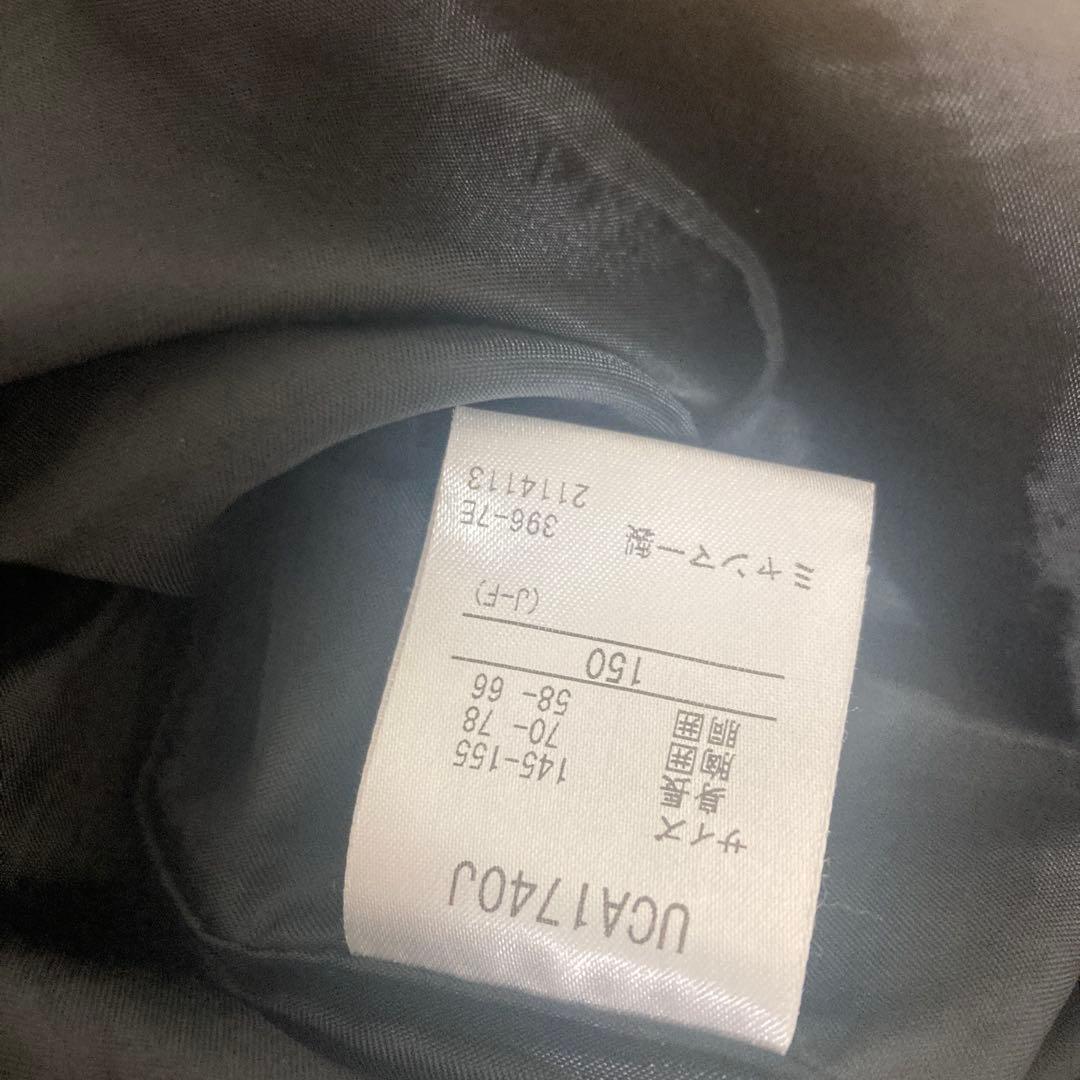 UCA1740J
サイズ
身長 145-155
胸囲 70- 78
胴囲 58- 66
150
(J-F)
ミャンマー製 396-7E
2114113